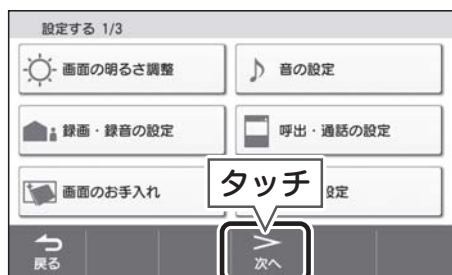 設定する 1/3
画面の明るさ調整
音の設定
録画・録音の設定
呼出・通話の設定
画面のお手入れ
設定
タッチ
戻る
次へ